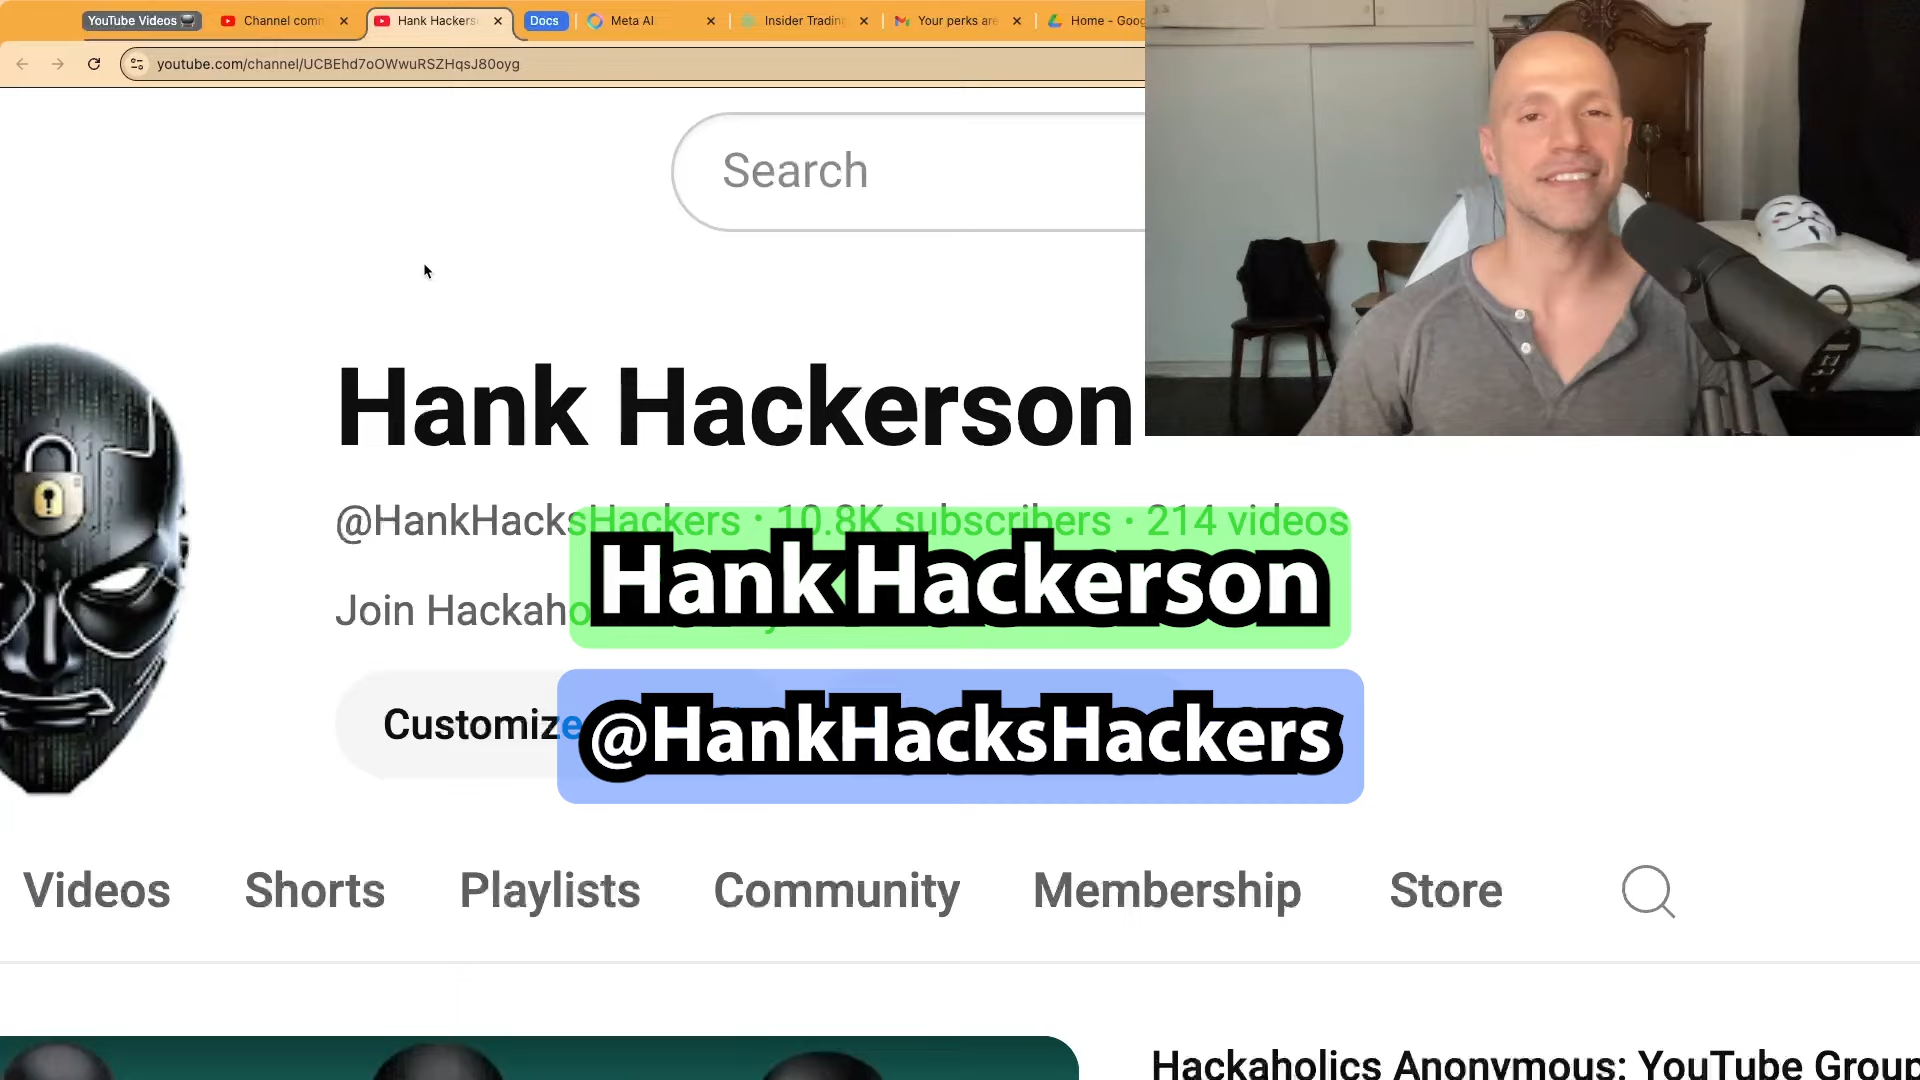 YouTube Videos
Channel com
Hank Hackers
Docs
Meta AI
Insider Trading
Your perks are
Home - Goog
youtube.com/channel/UCBEhd7oOWwuRSZHqsJ80oyg
Search
Hank Hackerson
@HankHacksHackers · 10.8K subscribers · 214 videos
Hank Hackerson
Join Hackaho
Customize
@HankHacksHackers
Videos
Shorts
Playlists
Community
Membership
Store
Hackaholics Anonymous: YouTube Group